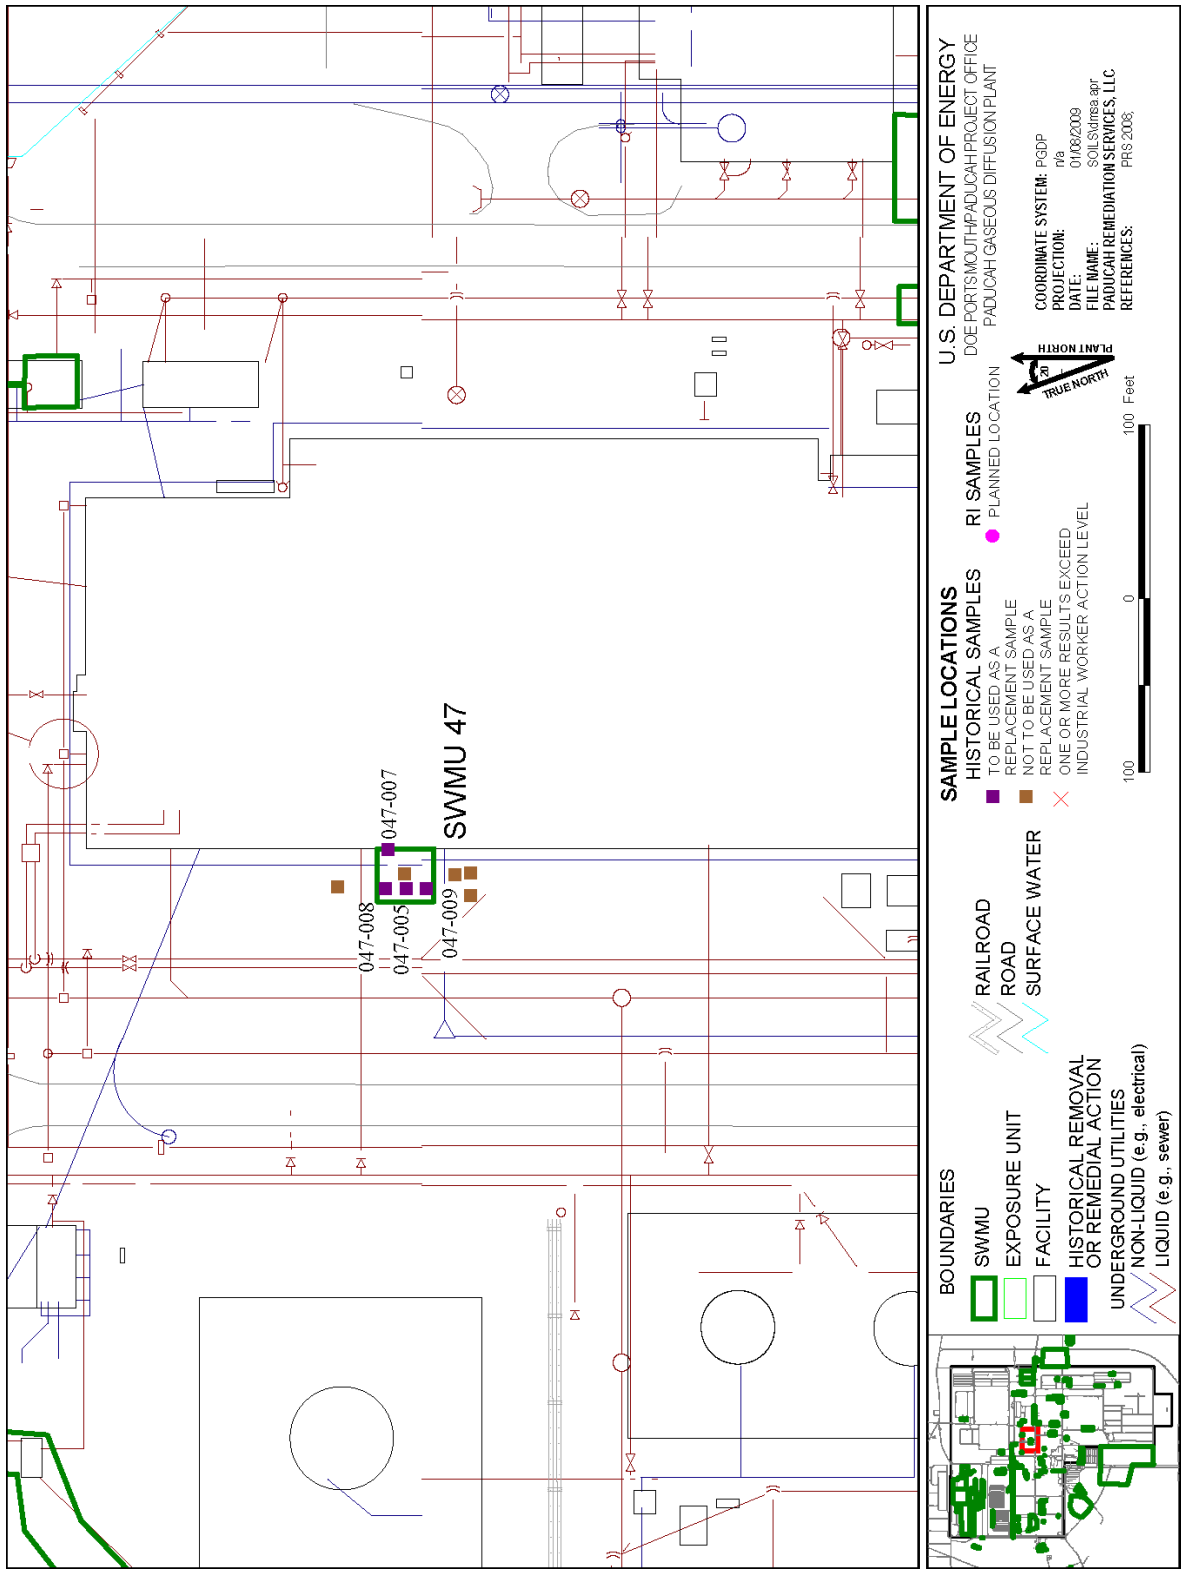 047-007
SWMU 47
047-008
047-005
047-009
BOUNDARIES
SWMU
EXPOSURE UNIT
FACILITY
HISTORICAL REMOVAL
OR REMEDIAL ACTION
UNDERGROUND UTILITIES
NON-LIQUID (e.g., electrical)
LIQUID (e.g., sewer)
RAILROAD
ROAD
SURFACE WATER
SAMPLE LOCATIONS
HISTORICAL SAMPLES
TO BE USED AS A
REPLACEMENT SAMPLE
NOT TO BE USED AS A
REPLACEMENT SAMPLE
ONE OR MORE RESULTS EXCEED
INDUSTRIAL WORKER ACTION LEVEL
RI SAMPLES
PLANNED LOCATION
100 0 100 Feet
TRUE NORTH
20
PLANT NORTH
U.S. DEPARTMENT OF ENERGY
DOE PORTSMOUTH/PADUCAH PROJECT OFFICE
PADUCAH GASEOUS DIFFUSION PLANT
COORDINATE SYSTEM: PGDP
PROJECTION: n/a
DATE: 01/08/2009
FILE NAME: SOILS\dmsa.apr
PADUCAH REMEDIATION SERVICES, LLC
REFERENCES: PRS 2008;